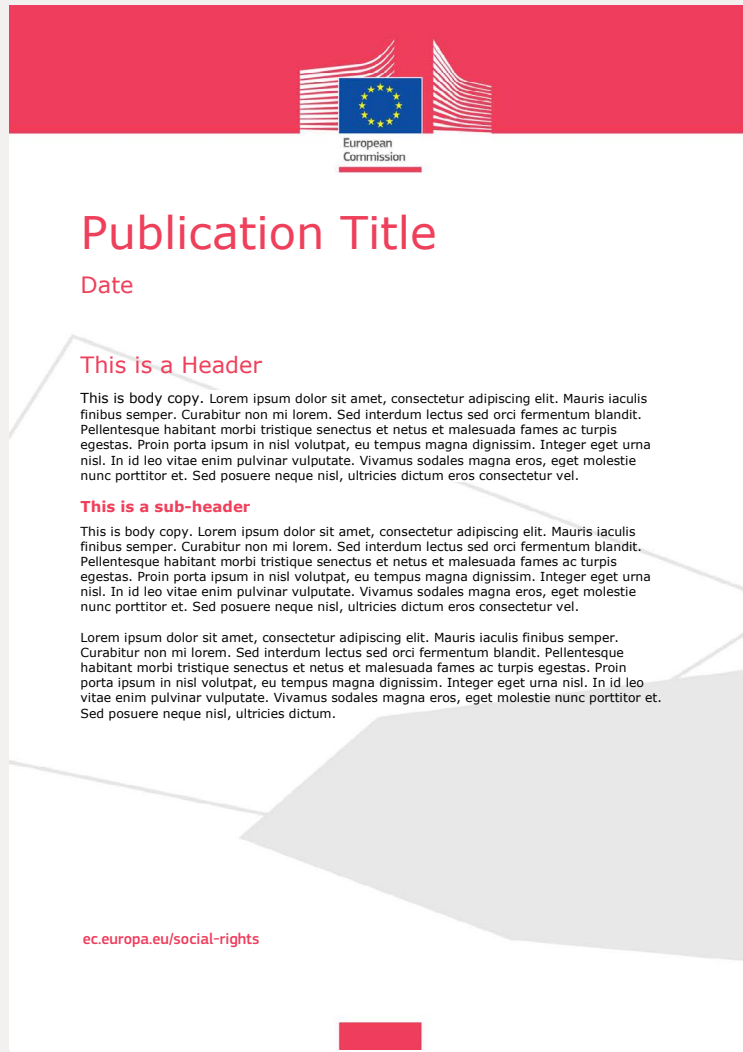 European
Commission
Publication Title
Date
This is a Header
This is body copy. Lorem ipsum dolor sit amet, consectetur adipiscing elit. Mauris iaculis
finibus semper. Curabitur non mi lorem. Sed interdum lectus sed orci fermentum blandit.
Pellentesque habitant morbi tristique senectus et netus et malesuada fames ac turpis
egestas. Proin porta ipsum in nisl volutpat, eu tempus magna dignissim. Integer eget urna
nisl. In id leo vitae enim pulvinar vulputate. Vivamus sodales magna eros, eget molestie
nunc porttitor et. Sed posuere neque nisl, ultricies dictum eros consectetur vel.
This is a sub-header
This is body copy. Lorem ipsum dolor sit amet, consectetur adipiscing elit. Mauris iaculis
finibus semper. Curabitur non mi lorem. Sed interdum lectus sed orci fermentum blandit.
Pellentesque habitant morbi tristique senectus et netus et malesuada fames ac turpis
egestas. Proin porta ipsum in nisl volutpat, eu tempus magna dignissim. Integer eget urna
nisl. In id leo vitae enim pulvinar vulputate. Vivamus sodales magna eros, eget molestie
nunc porttitor et. Sed posuere neque nisl, ultricies dictum eros consectetur vel.
Lorem ipsum dolor sit amet, consectetur adipiscing elit. Mauris iaculis finibus semper.
Curabitur non mi lorem. Sed interdum lectus sed orci fermentum blandit. Pellentesque
habitant morbi tristique senectus et netus et malesuada fames ac turpis egestas. Proin
porta ipsum in nisl volutpat, eu tempus magna dignissim. Integer eget urna nisl. In id leo
vitae enim pulvinar vulputate. Vivamus sodales magna eros, eget molestie nunc porttitor et.
Sed posuere neque nisl, ultricies dictum.
ec.europa.eu/social-rights